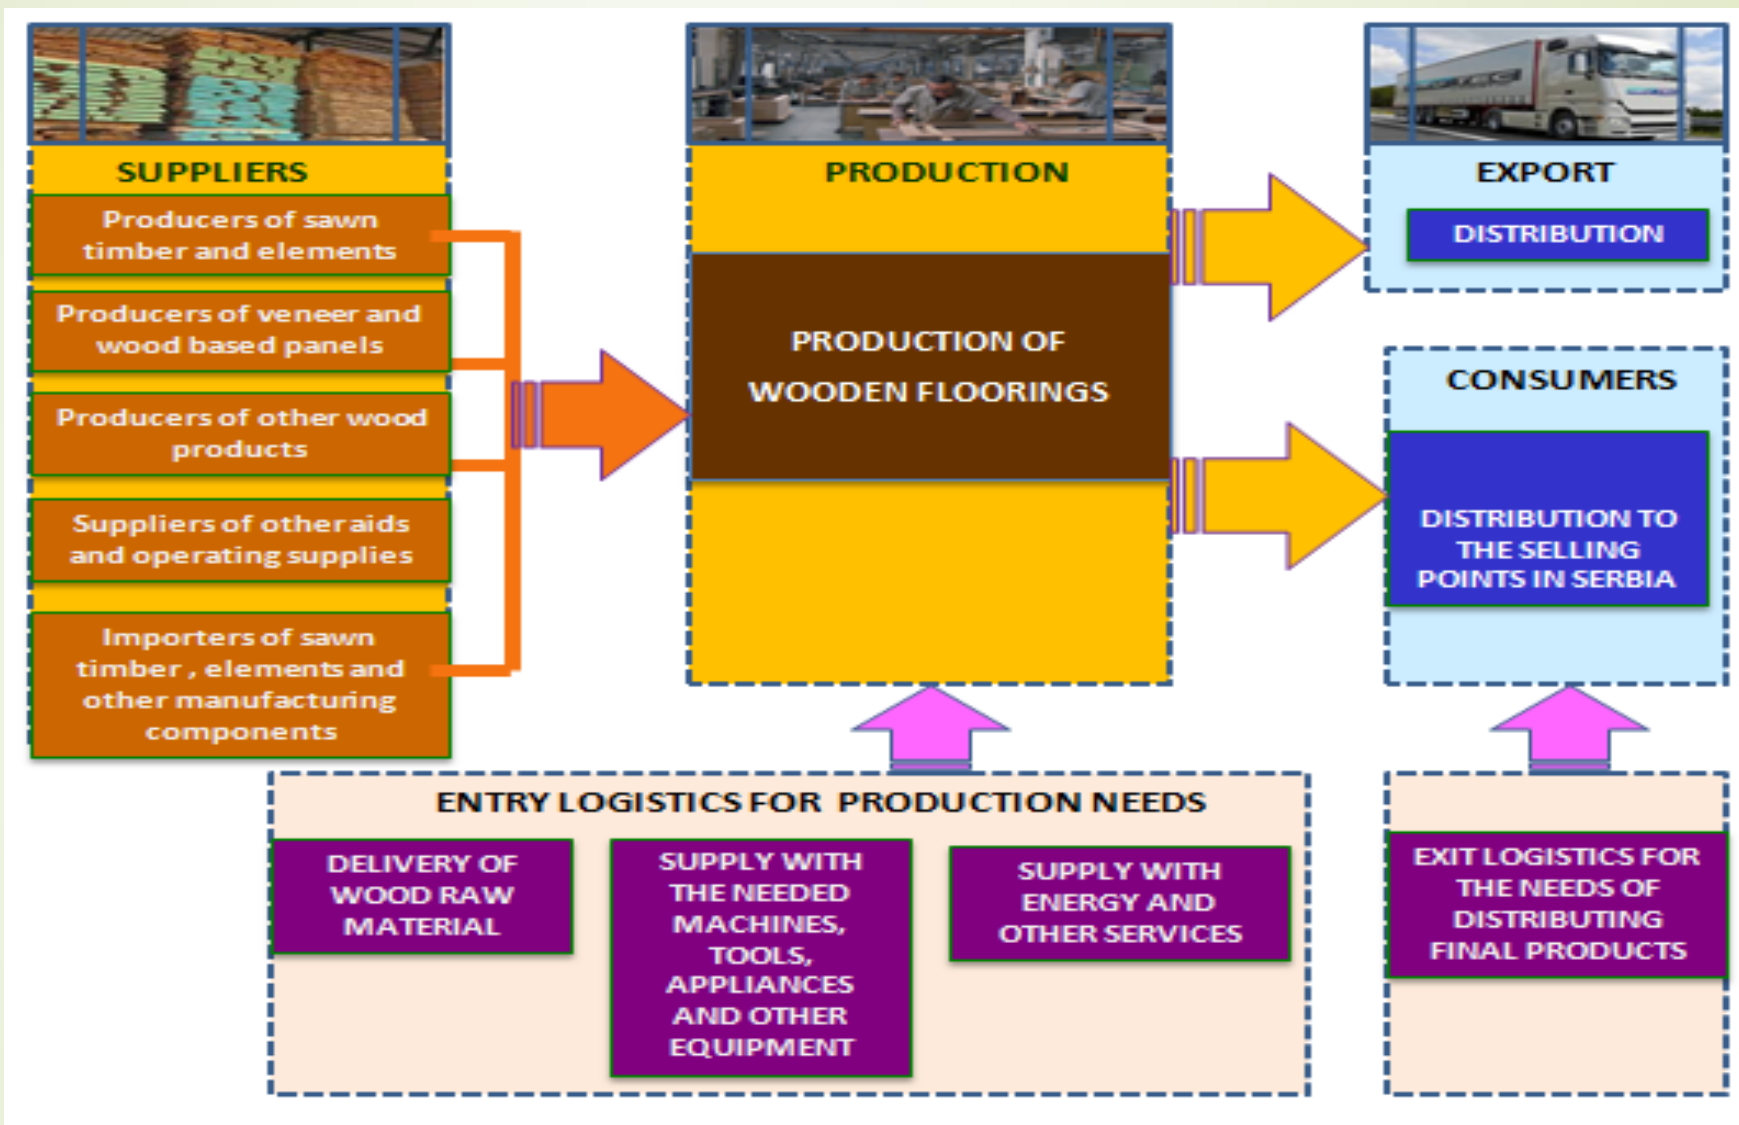 SUPPLIERS
Producers of sawn
timber and elements
Producers of veneer and
wood based panels
Producers of other wood
products
Suppliers of other aids
and operating supplies
Importers of sawn
timber , elements and
other manufacturing
components
PRODUCTION
PRODUCTION OF
WOODEN FLOORINGS
EXPORT
DISTRIBUTION
CONSUMERS
DISTRIBUTION TO
THE SELLING
POINTS IN SERBIA
ENTRY LOGISTICS FOR PRODUCTION NEEDS
DELIVERY OF
WOOD RAW
MATERIAL
SUPPLY WITH
THE NEEDED
MACHINES,
TOOLS,
APPLIANCES
AND OTHER
EQUIPMENT
SUPPLY WITH
ENERGY AND
OTHER SERVICES
EXIT LOGISTICS FOR
THE NEEDS OF
DISTRIBUTING
FINAL PRODUCTS